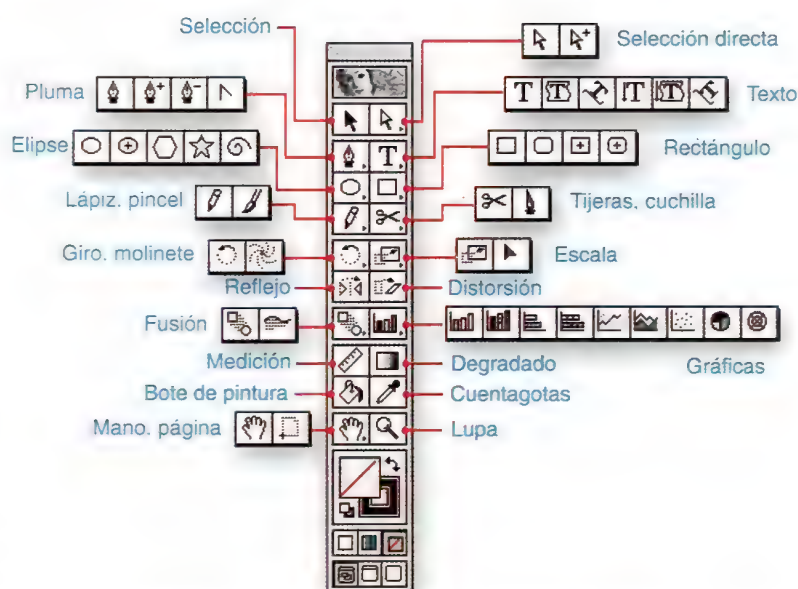 Selección
Selección directa
Pluma
Texto
Elipse
Rectángulo
Lápiz. pincel
Tijeras, cuchilla
Giro. molinete
Escala
Reflejo
Distorsión
Fusión
Gráficas
Medición
Degradado
Bote de pintura
Cuentagotas
Mano. página
Lupa